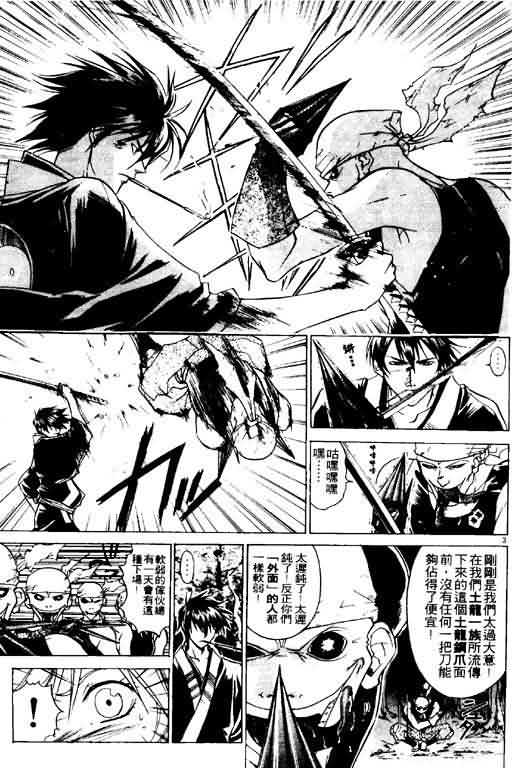 鏘…
……
咕嘿嘿嘿
嘿……
ガッ
3
剛剛是我們太過大意！
在我們土龍一族所流傳
下來的這個土龍鋼爪面
前，沒有任何一把刀能
夠佔得了便宜！
太遲鈍了！太遲
鈍了！反正你們
「外面」的人都
一樣軟弱！
……
軟弱的傢伙總
有一天會有這
種下場
！